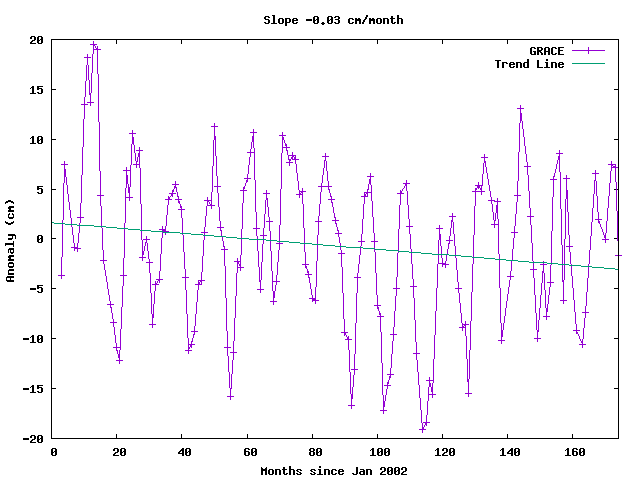 Slope -0.03 cm/month
GRACE
Trend Line
20
15
10
5
0
-5
-10
-15
-20
Anomaly (cm)
0 20 40 60 80 100 120 140 160
Months since Jan 2002